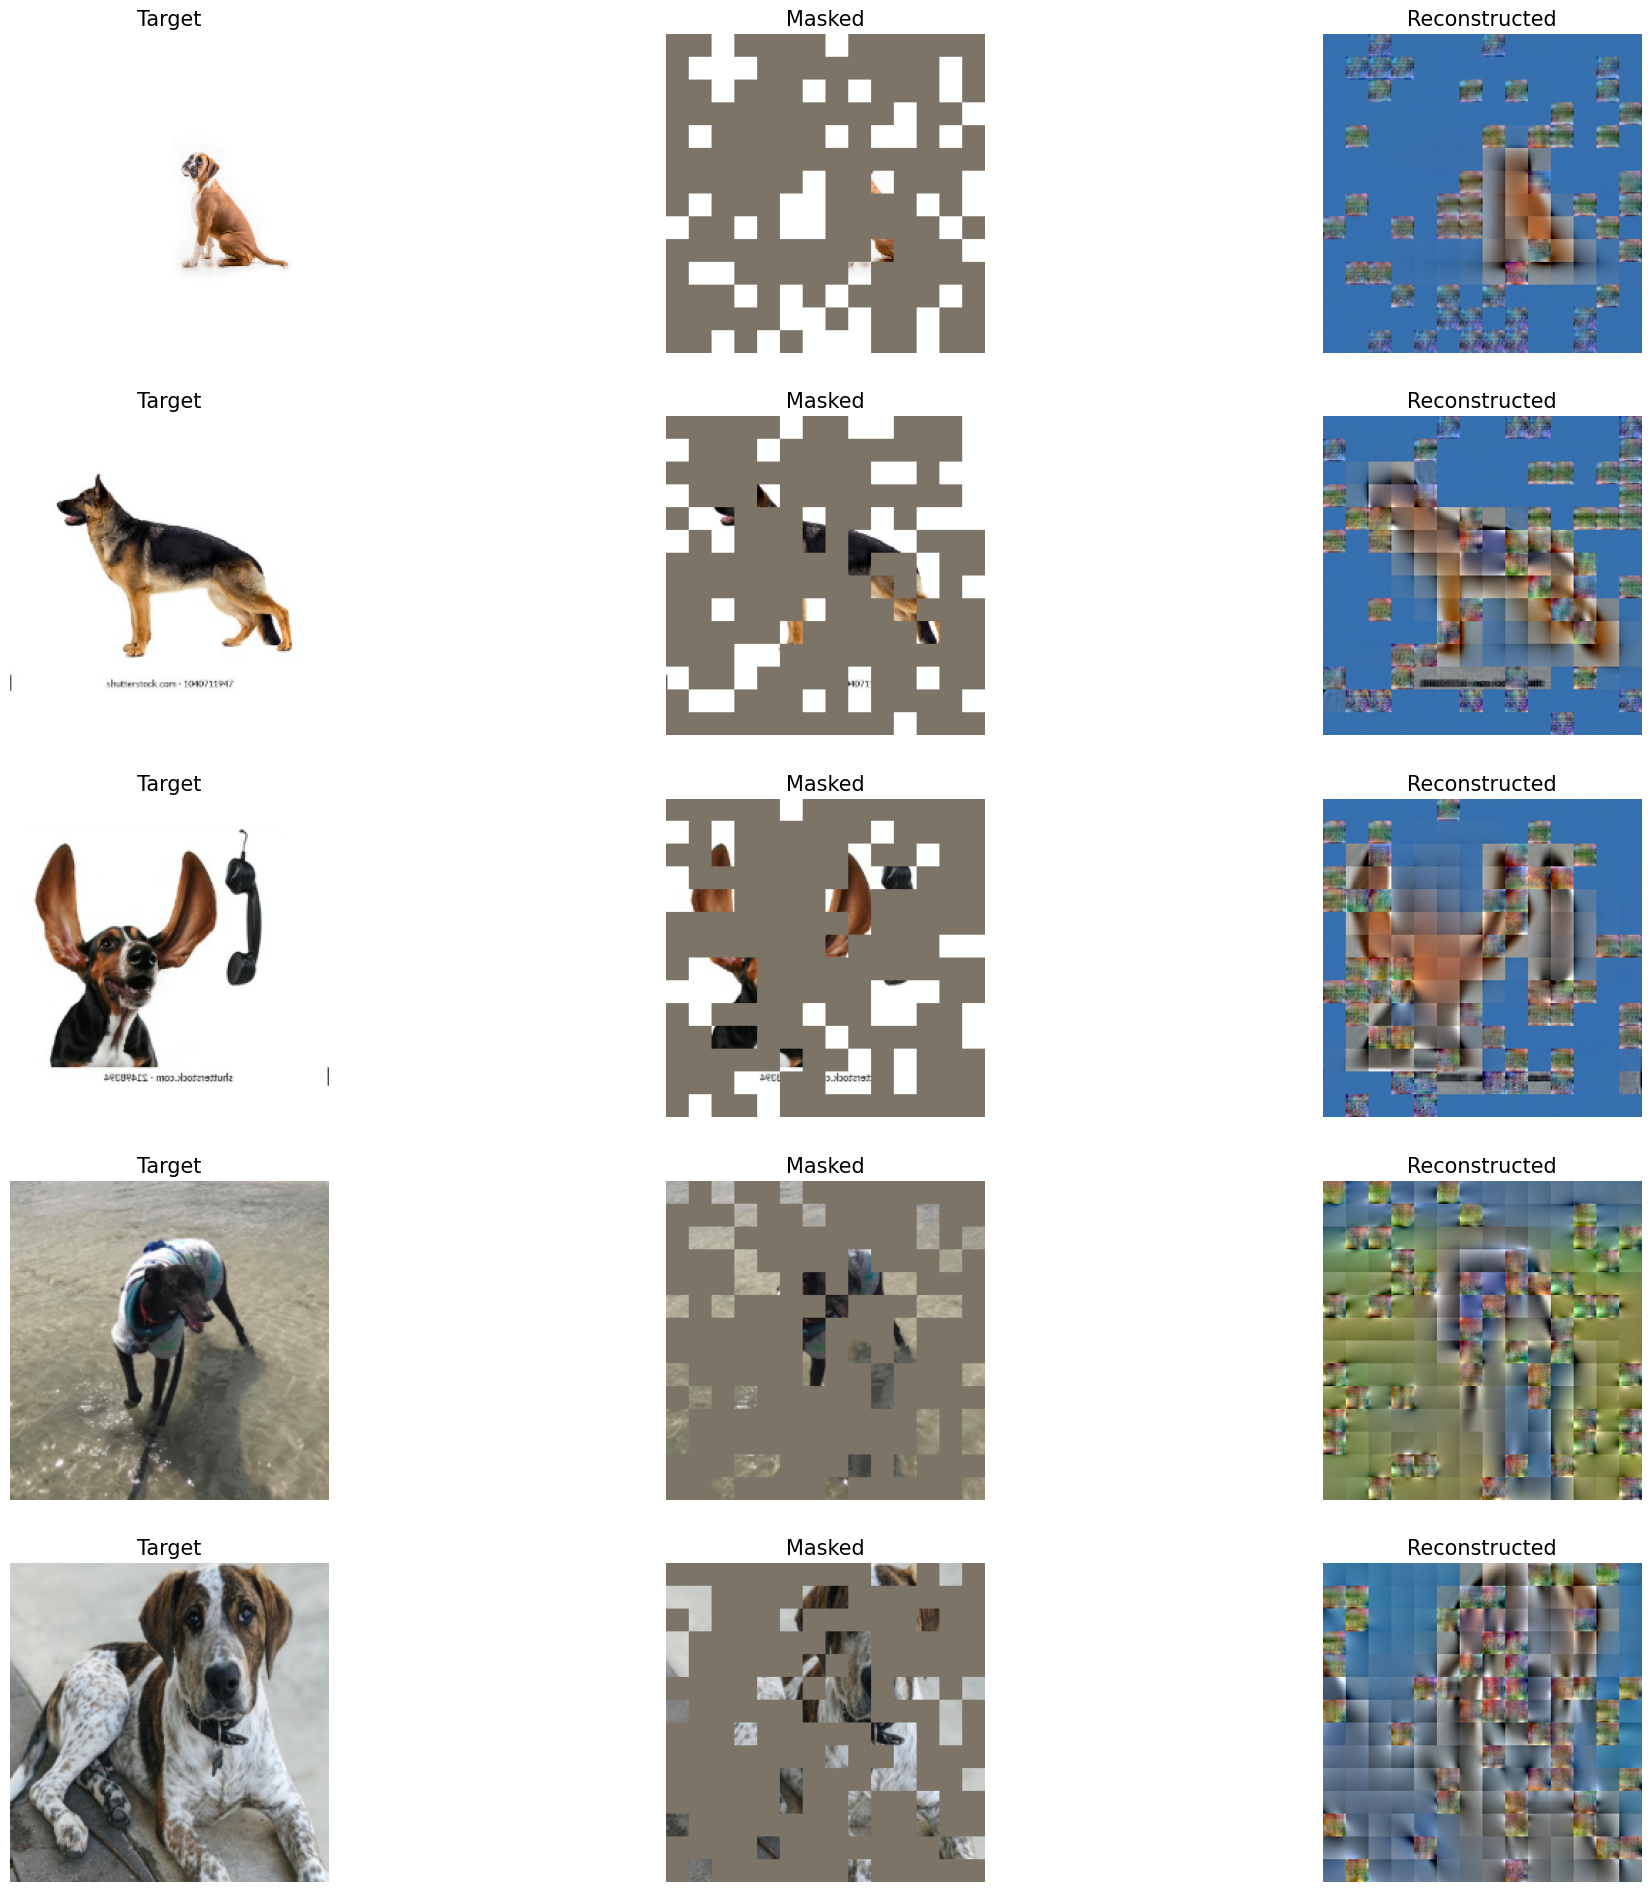 Target
Masked
Reconstructed
Target
Masked
Reconstructed
shutterstock.com · 1040711947
Target
Masked
Reconstructed
shutterstock.com · 21498394
Target
Masked
Reconstructed
Target
Masked
Reconstructed